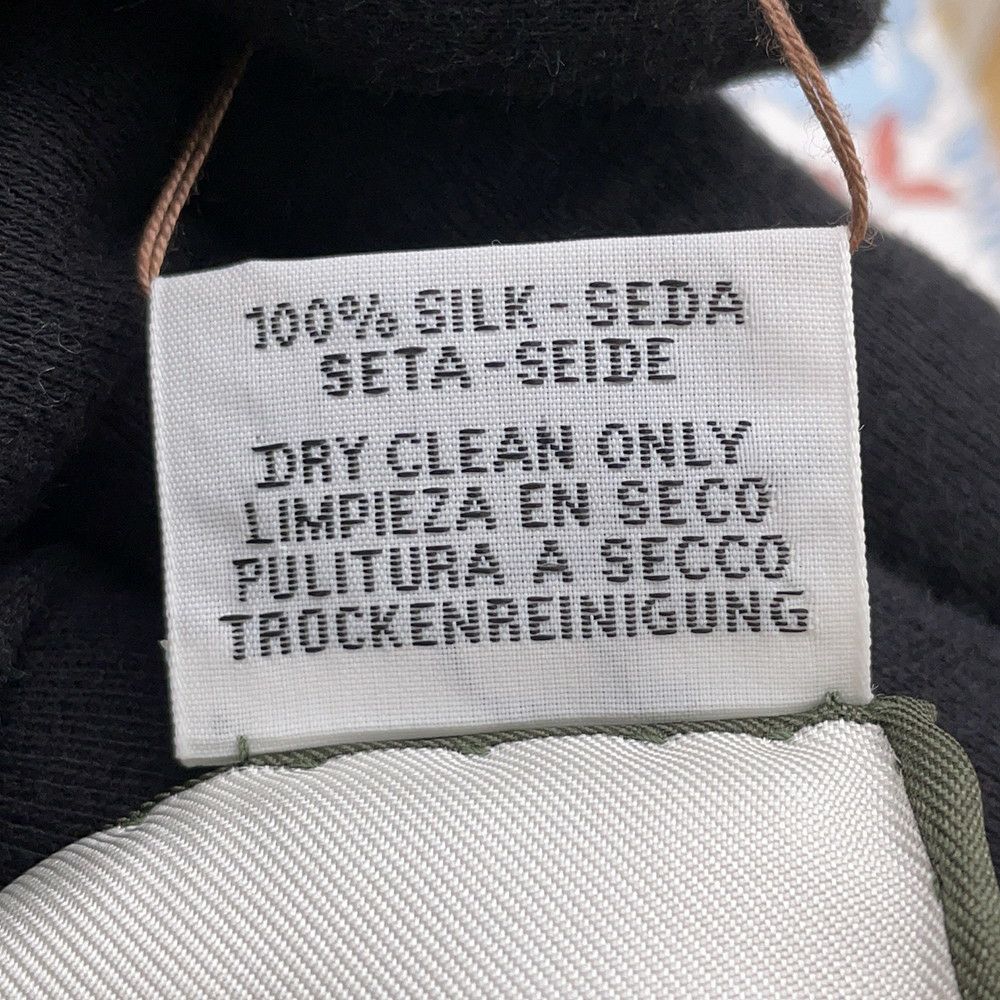 100% SILK-SEDA
SETA-SEIDE
DRY CLEAN ONLY
LIMPIEZA EN SECO
PULITURA A SECCO
TROCKENREINIGUNG